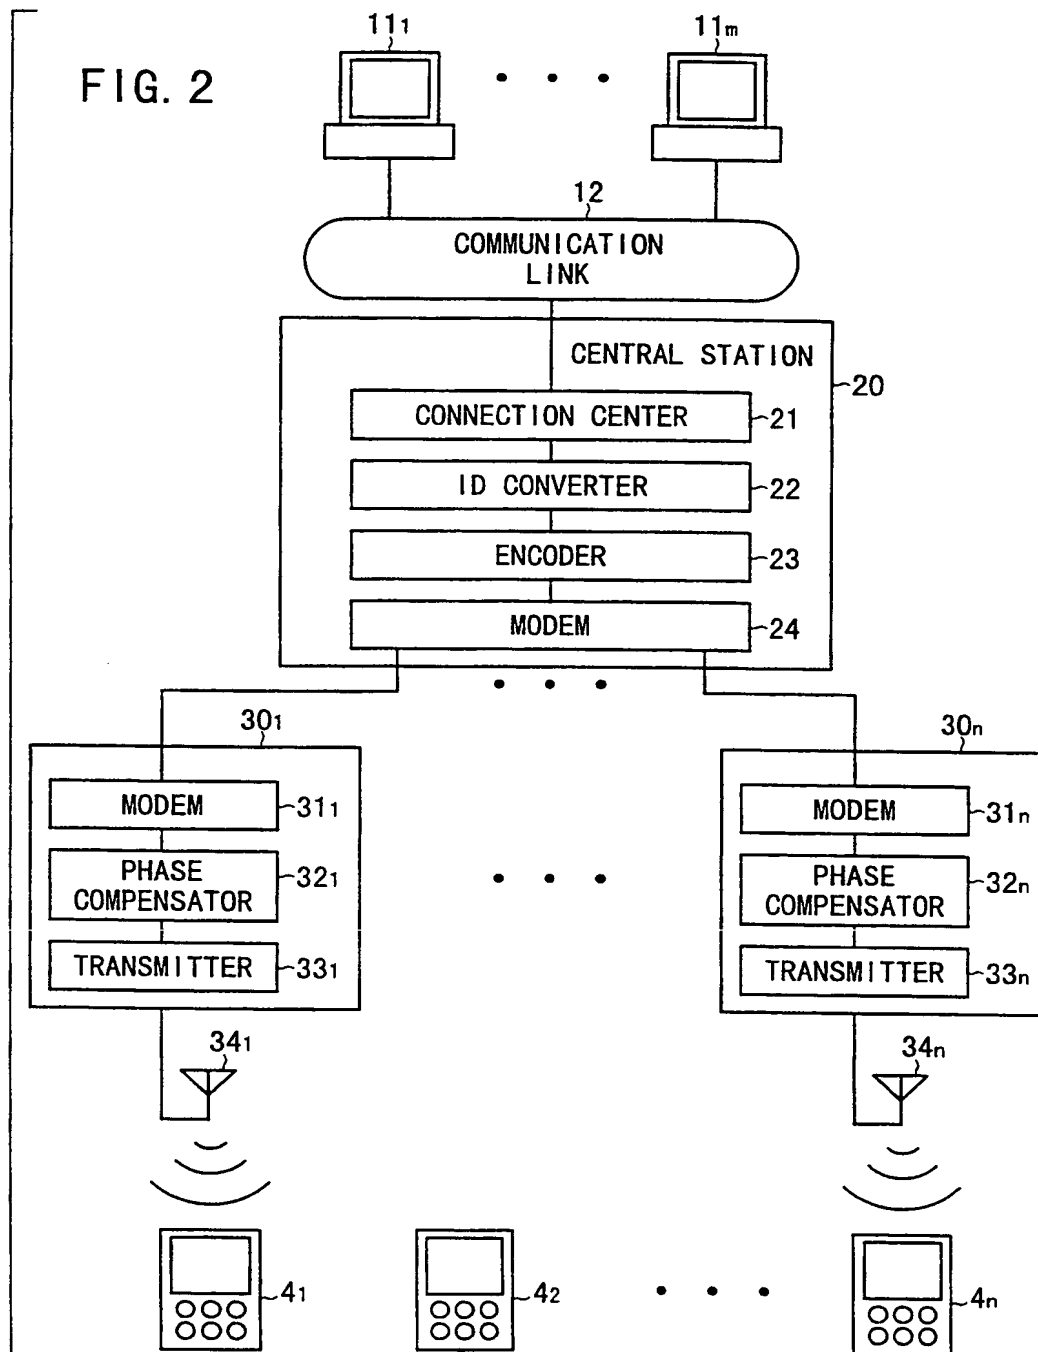 FIG. 2
11₁
11m
12
COMMUNICATION
LINK
CENTRAL STATION
20
CONNECTION CENTER
21
ID CONVERTER
22
ENCODER
23
MODEM
24
30₁
30n
MODEM
31₁
PHASE
COMPENSATOR
32₁
TRANSMITTER
33₁
MODEM
31n
PHASE
COMPENSATOR
32n
TRANSMITTER
33n
34₁
34n
4₁
4₂
4n